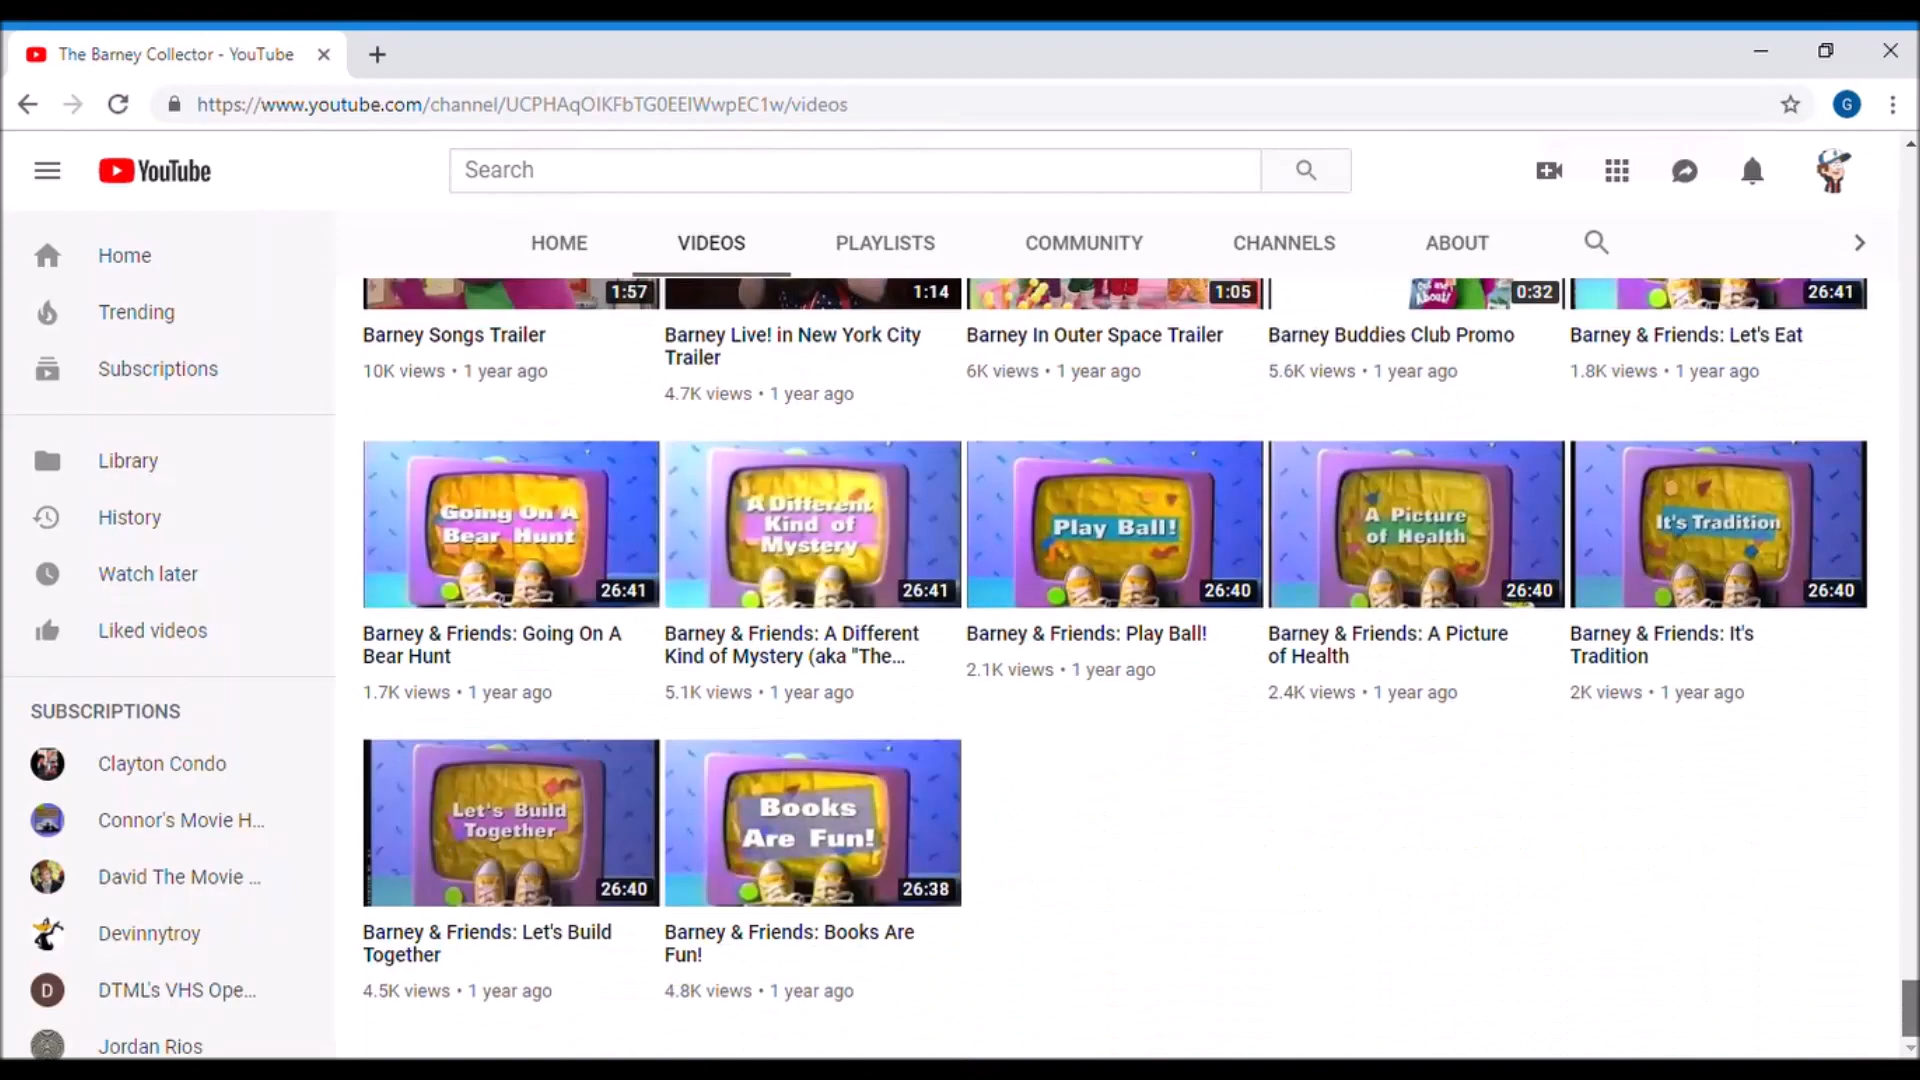 The Barney Collector - YouTube
https://www.youtube.com/channel/UCPHAqOIKFbTG0EEIWwpEC1w/videos
G
YouTube
Search
HOME VIDEOS PLAYLISTS COMMUNITY CHANNELS ABOUT
Home
Trending
Subscriptions
Library
History
Watch later
Liked videos
SUBSCRIPTIONS
Clayton Condo
Connor's Movie H...
David The Movie ...
Devinnytroy
D
DTML's VHS Ope...
Jordan Rios
1:57
Barney Songs Trailer
10K views • 1 year ago
1:14
Barney Live! in New York City
Trailer
4.7K views • 1 year ago
1:05
Barney In Outer Space Trailer
6K views • 1 year ago
Out and
About!
0:32
Barney Buddies Club Promo
5.6K views • 1 year ago
26:41
Barney & Friends: Let's Eat
1.8K views • 1 year ago
Going On A
Bear Hunt
26:41
Barney & Friends: Going On A
Bear Hunt
1.7K views • 1 year ago
A Different
Kind of
Mystery
26:41
Barney & Friends: A Different
Kind of Mystery (aka "The...
5.1K views • 1 year ago
Play Ball!
26:40
Barney & Friends: Play Ball!
2.1K views • 1 year ago
A Picture
of Health
26:40
Barney & Friends: A Picture
of Health
2.4K views • 1 year ago
It's Tradition
26:40
Barney & Friends: It's
Tradition
2K views • 1 year ago
Let's Build
Together
26:40
Barney & Friends: Let's Build
Together
4.5K views • 1 year ago
Books
Are Fun!
26:38
Barney & Friends: Books Are
Fun!
4.8K views • 1 year ago